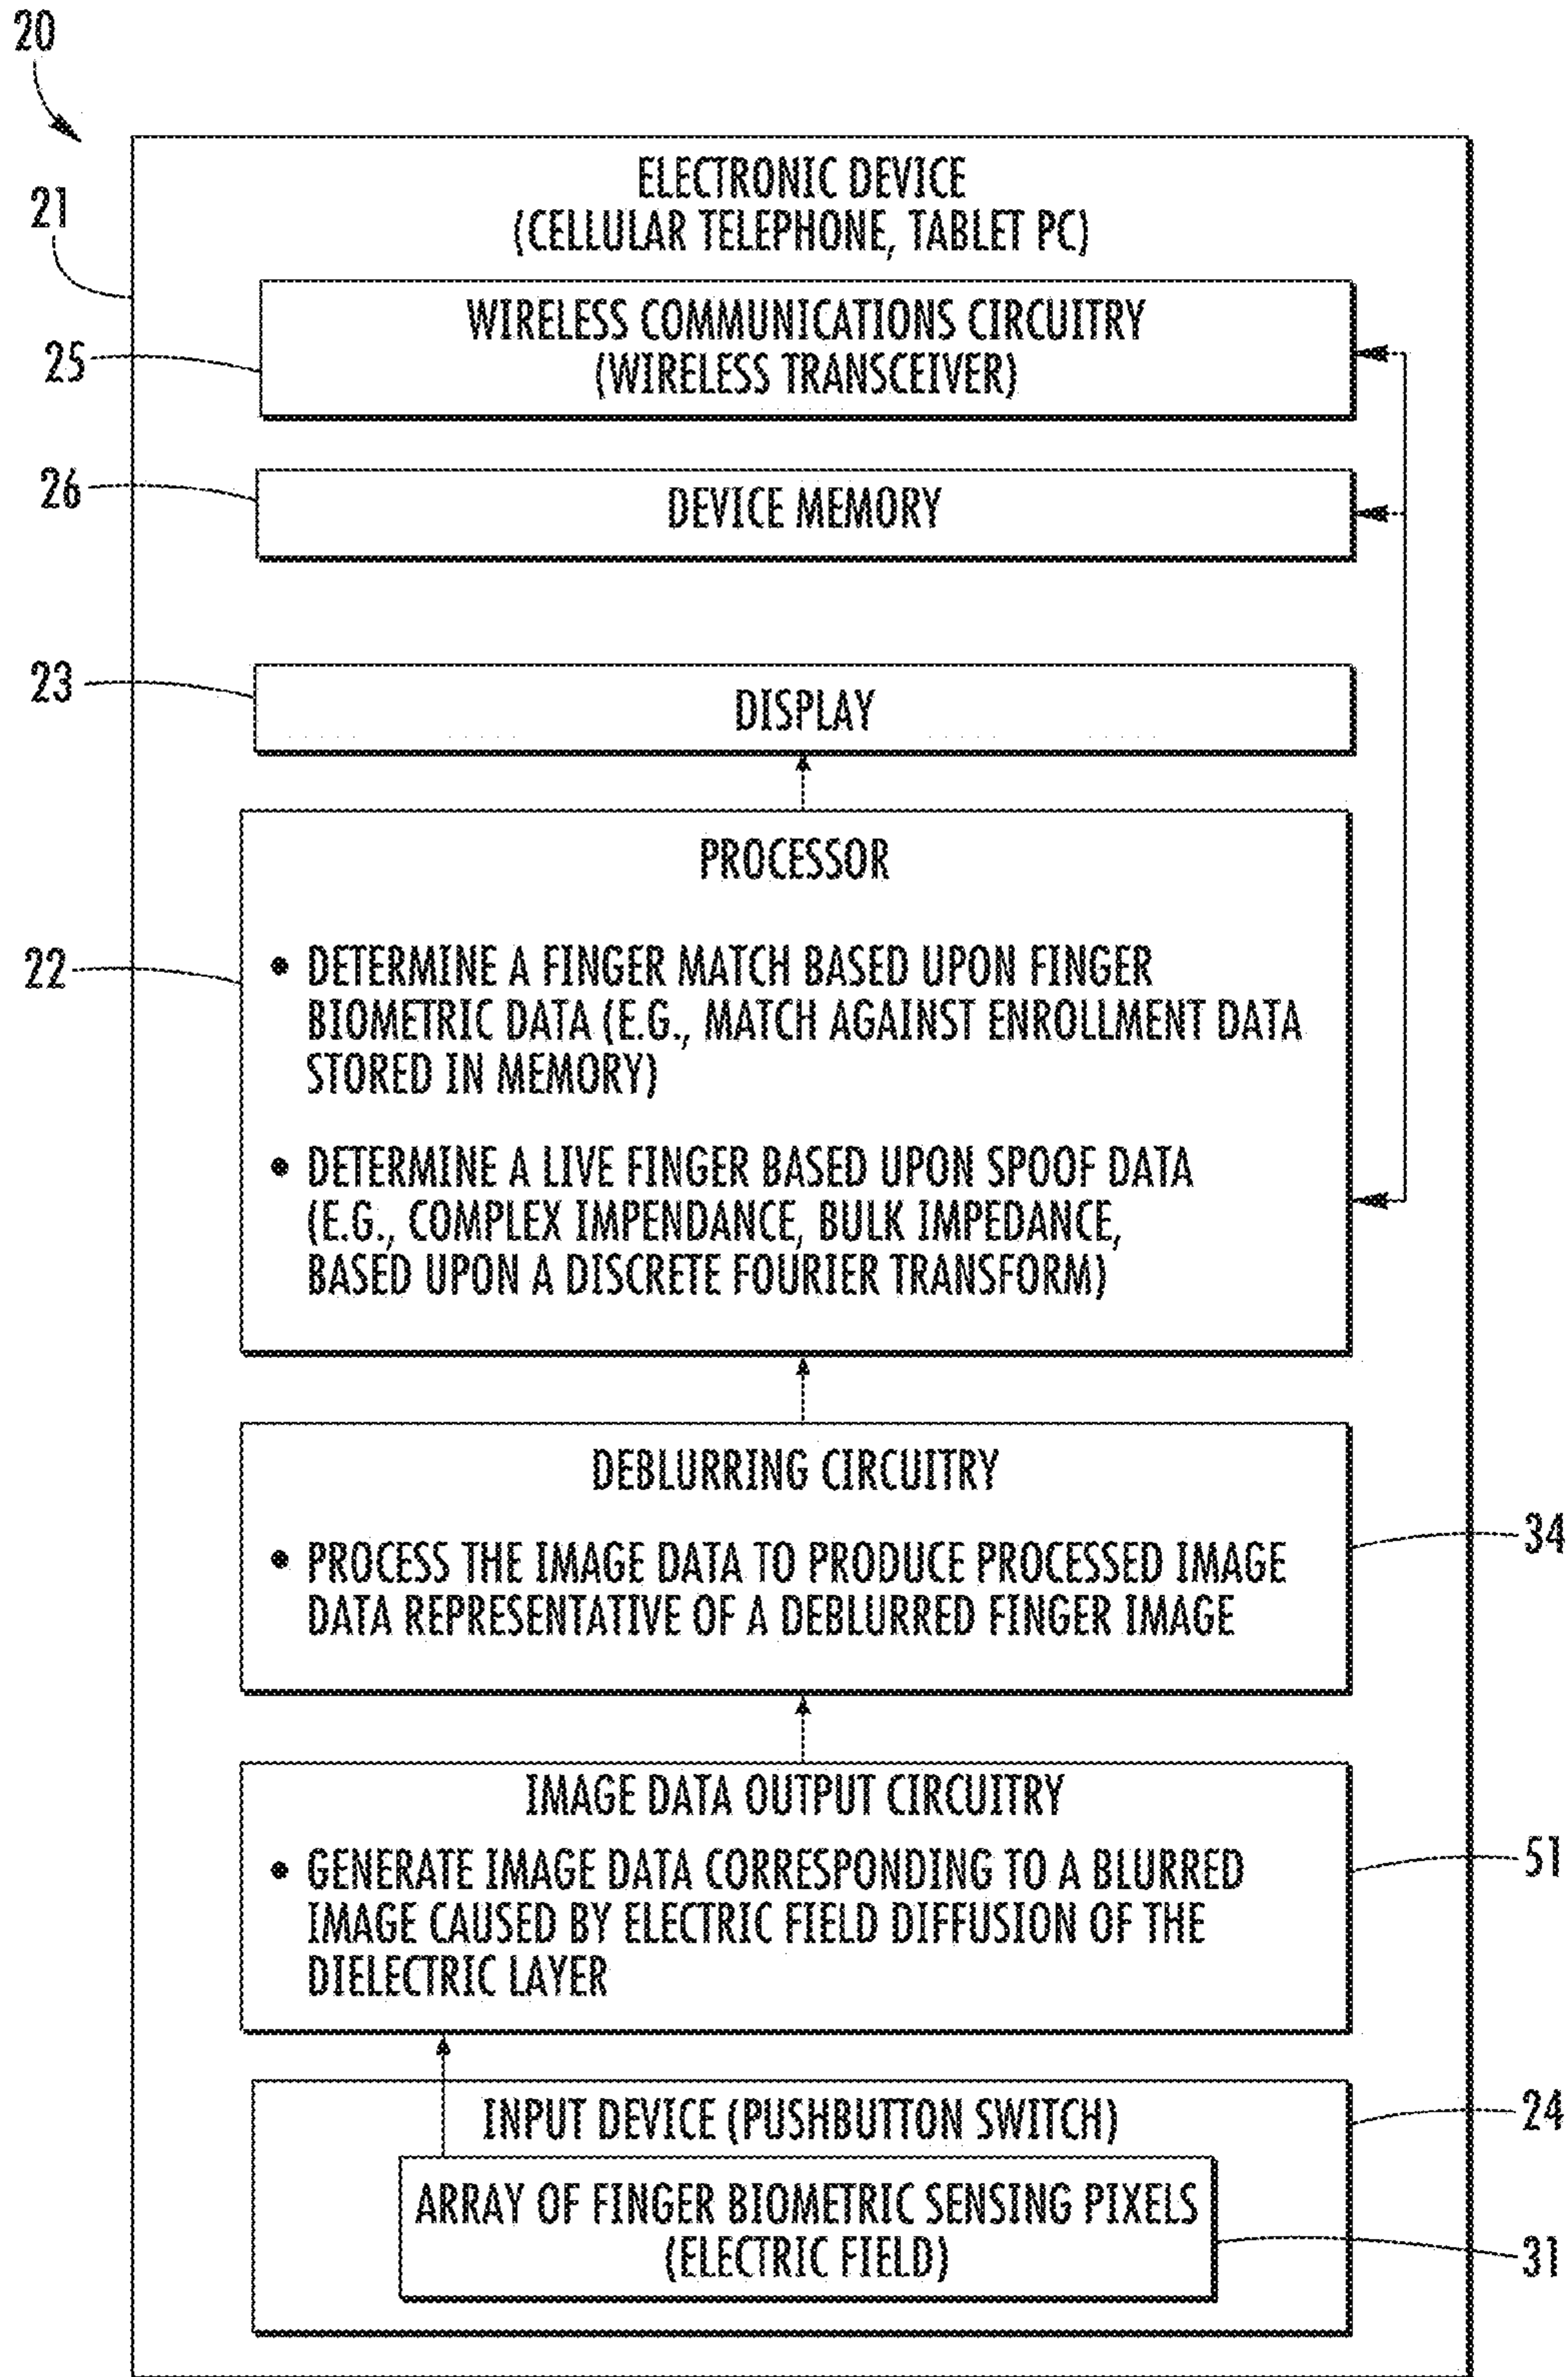 20
ELECTRONIC DEVICE
(CELLULAR TELEPHONE, TABLET PC)
21
WIRELESS COMMUNICATIONS CIRCUITRY
(WIRELESS TRANSCEIVER)
25
DEVICE MEMORY
26
DISPLAY
23
PROCESSOR
• DETERMINE A FINGER MATCH BASED UPON FINGER
BIOMETRIC DATA (E.G., MATCH AGAINST ENROLLMENT DATA
STORED IN MEMORY)
22
• DETERMINE A LIVE FINGER BASED UPON SPOOF DATA
(E.G., COMPLEX IMPENDANCE, BULK IMPEDANCE,
BASED UPON A DISCRETE FOURIER TRANSFORM)
DEBLURRING CIRCUITRY
• PROCESS THE IMAGE DATA TO PRODUCE PROCESSED IMAGE
DATA REPRESENTATIVE OF A DEBLURRED FINGER IMAGE
34
IMAGE DATA OUTPUT CIRCUITRY
• GENERATE IMAGE DATA CORRESPONDING TO A BLURRED
IMAGE CAUSED BY ELECTRIC FIELD DIFFUSION OF THE
DIELECTRIC LAYER
51
INPUT DEVICE (PUSHBUTTON SWITCH)
24
ARRAY OF FINGER BIOMETRIC SENSING PIXELS
(ELECTRIC FIELD)
31